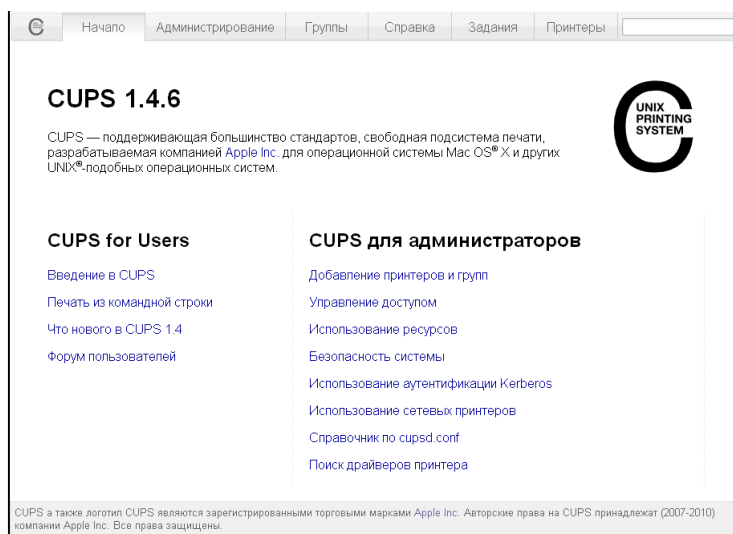 Начало Администрирование Группы Справка Задания Принтеры
CUPS 1.4.6
UNIX
PRINTING
SYSTEM
CUPS — поддерживающая большинство стандартов, свободная подсистема печати,
разрабатываемая компанией Apple Inc. для операционной системы Mac OS® X и других
UNIX®-подобных операционных систем.
CUPS for Users
Введение в CUPS
Печать из командной строки
Что нового в CUPS 1.4
Форум пользователей
CUPS для администраторов
Добавление принтеров и групп
Управление доступом
Использование ресурсов
Безопасность системы
Использование аутентификации Kerberos
Использование сетевых принтеров
Справочник по cupsd.conf
Поиск драйверов принтера
CUPS а также логотип CUPS являются зарегистрированными торговыми марками Apple Inc. Авторские права на CUPS принадлежат (2007-2010)
компании Apple Inc. Все права защищены.